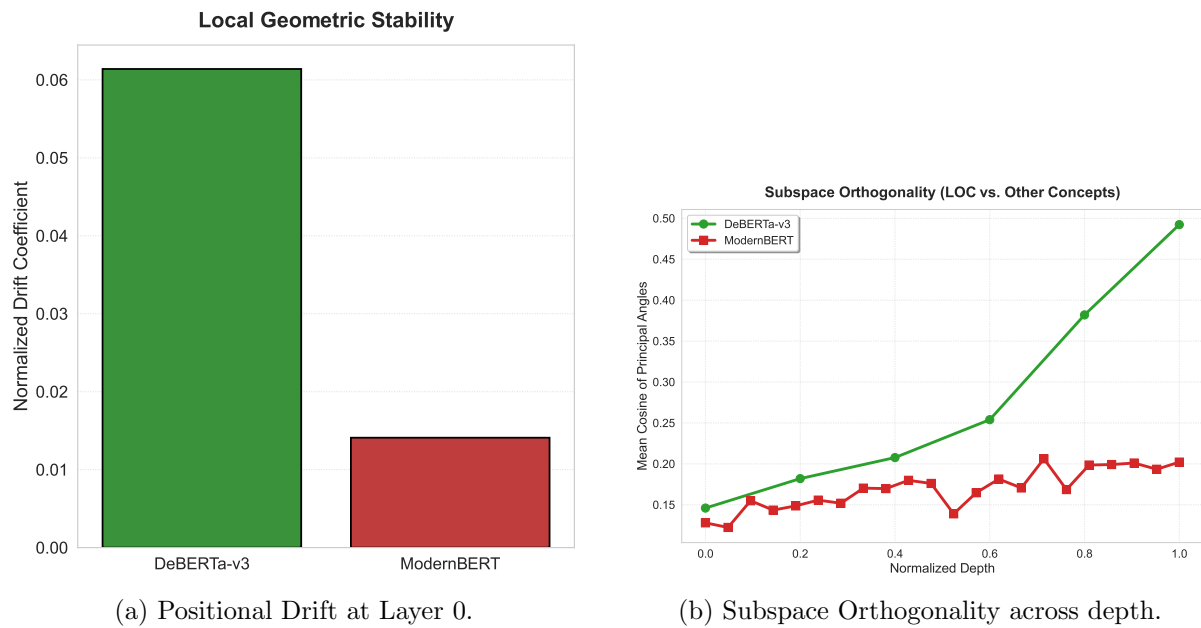 Local Geometric Stability
Normalized Drift Coefficient
0.06
0.05
0.04
0.03
0.02
0.01
0.00
DeBERTa-v3
ModernBERT
(a) Positional Drift at Layer 0.
Subspace Orthogonality (LOC vs. Other Concepts)
DeBERTa-v3
ModernBERT
Mean Cosine of Principal Angles
0.50
0.45
0.40
0.35
0.30
0.25
0.20
0.15
0.0 0.2 0.4 0.6 0.8 1.0
Normalized Depth
(b) Subspace Orthogonality across depth.